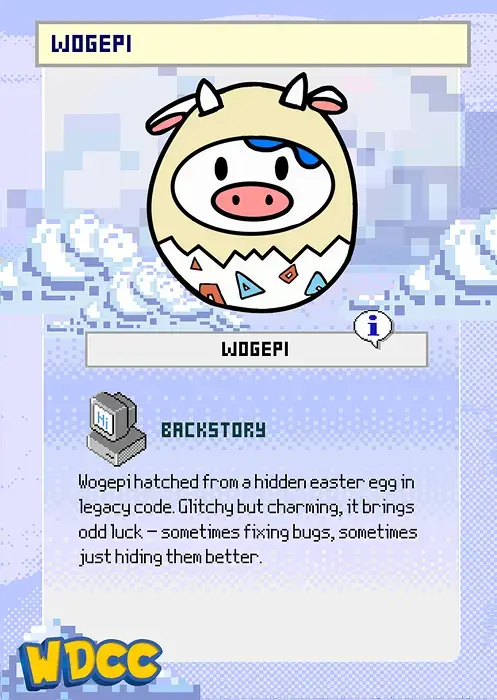 WOGEPI
i
WOGEPI
Hi
BACKSTORY
Wogepi hatched from a hidden easter egg in
legacy code. Glitchy but charming, it brings
odd luck – sometimes fixing bugs, sometimes
just hiding them better.
WDCC